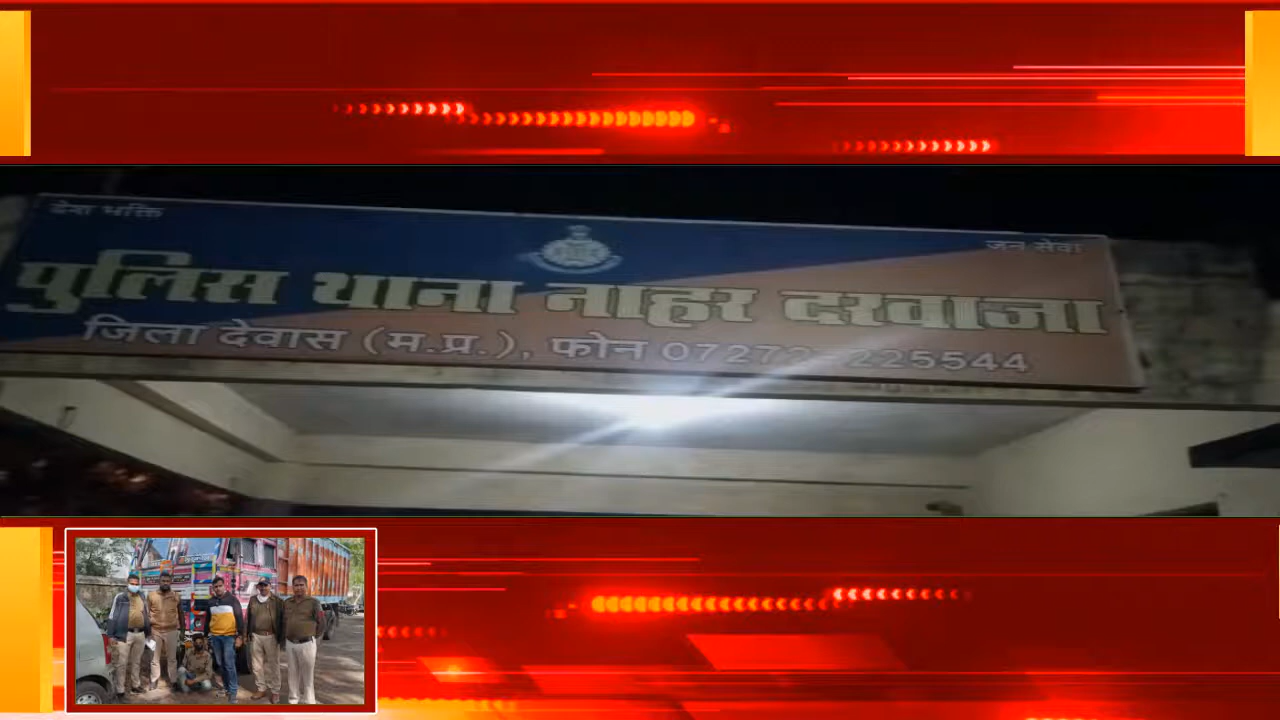 देश भक्ति
जन सेवा
पुलिस थाना नाहर दरवाजा
जिला देवास (म.प्र.), फोन 07272- 225544